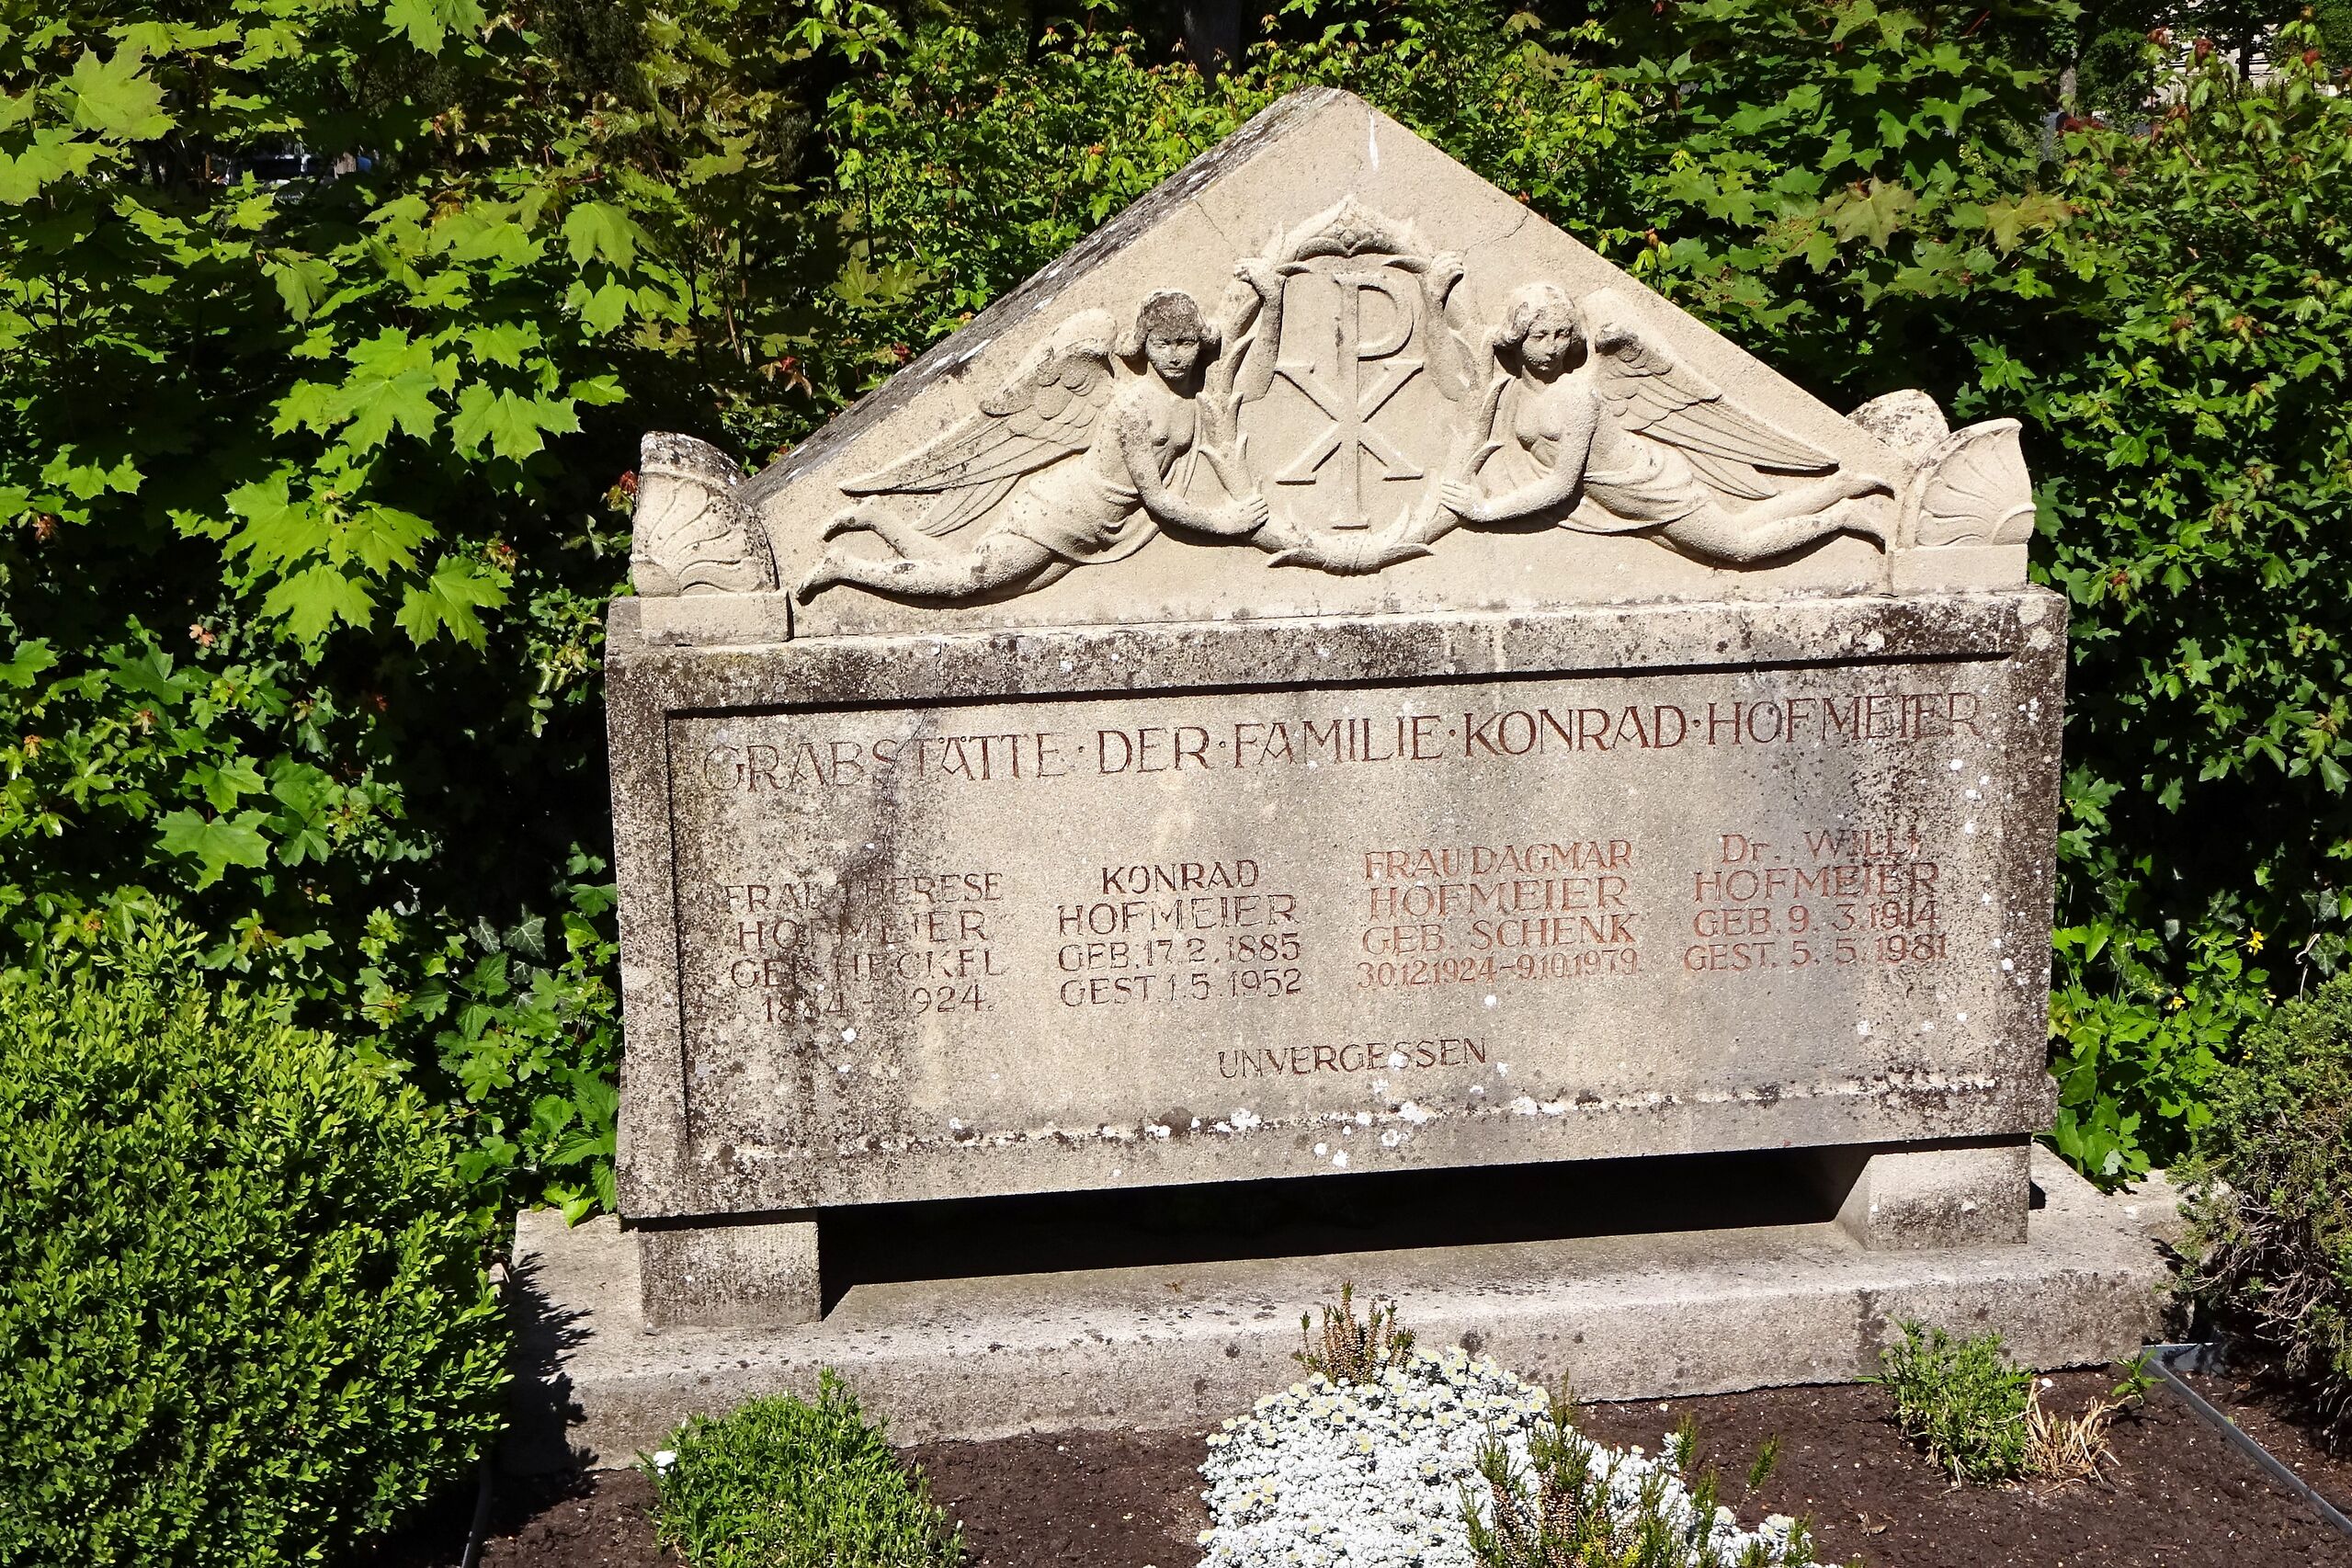 GRABSTÄTTE·DER·FAMILIE·KONRAD·HOFMEIER
FRAU THERESE
HOFMEIER
GEB. HECKEL
1884 - 1924.
KONRAD
HOFMEIER
GEB. 17.2.1885
GEST. 1.5.1952
FRAU DAGMAR
HOFMEIER
GEB. SCHENK
30.12.1924-9.10.1979.
Dr. WILLI
HOFMEIER
GEB. 9.3.1914
GEST. 5.5.1981
UNVERGESSEN